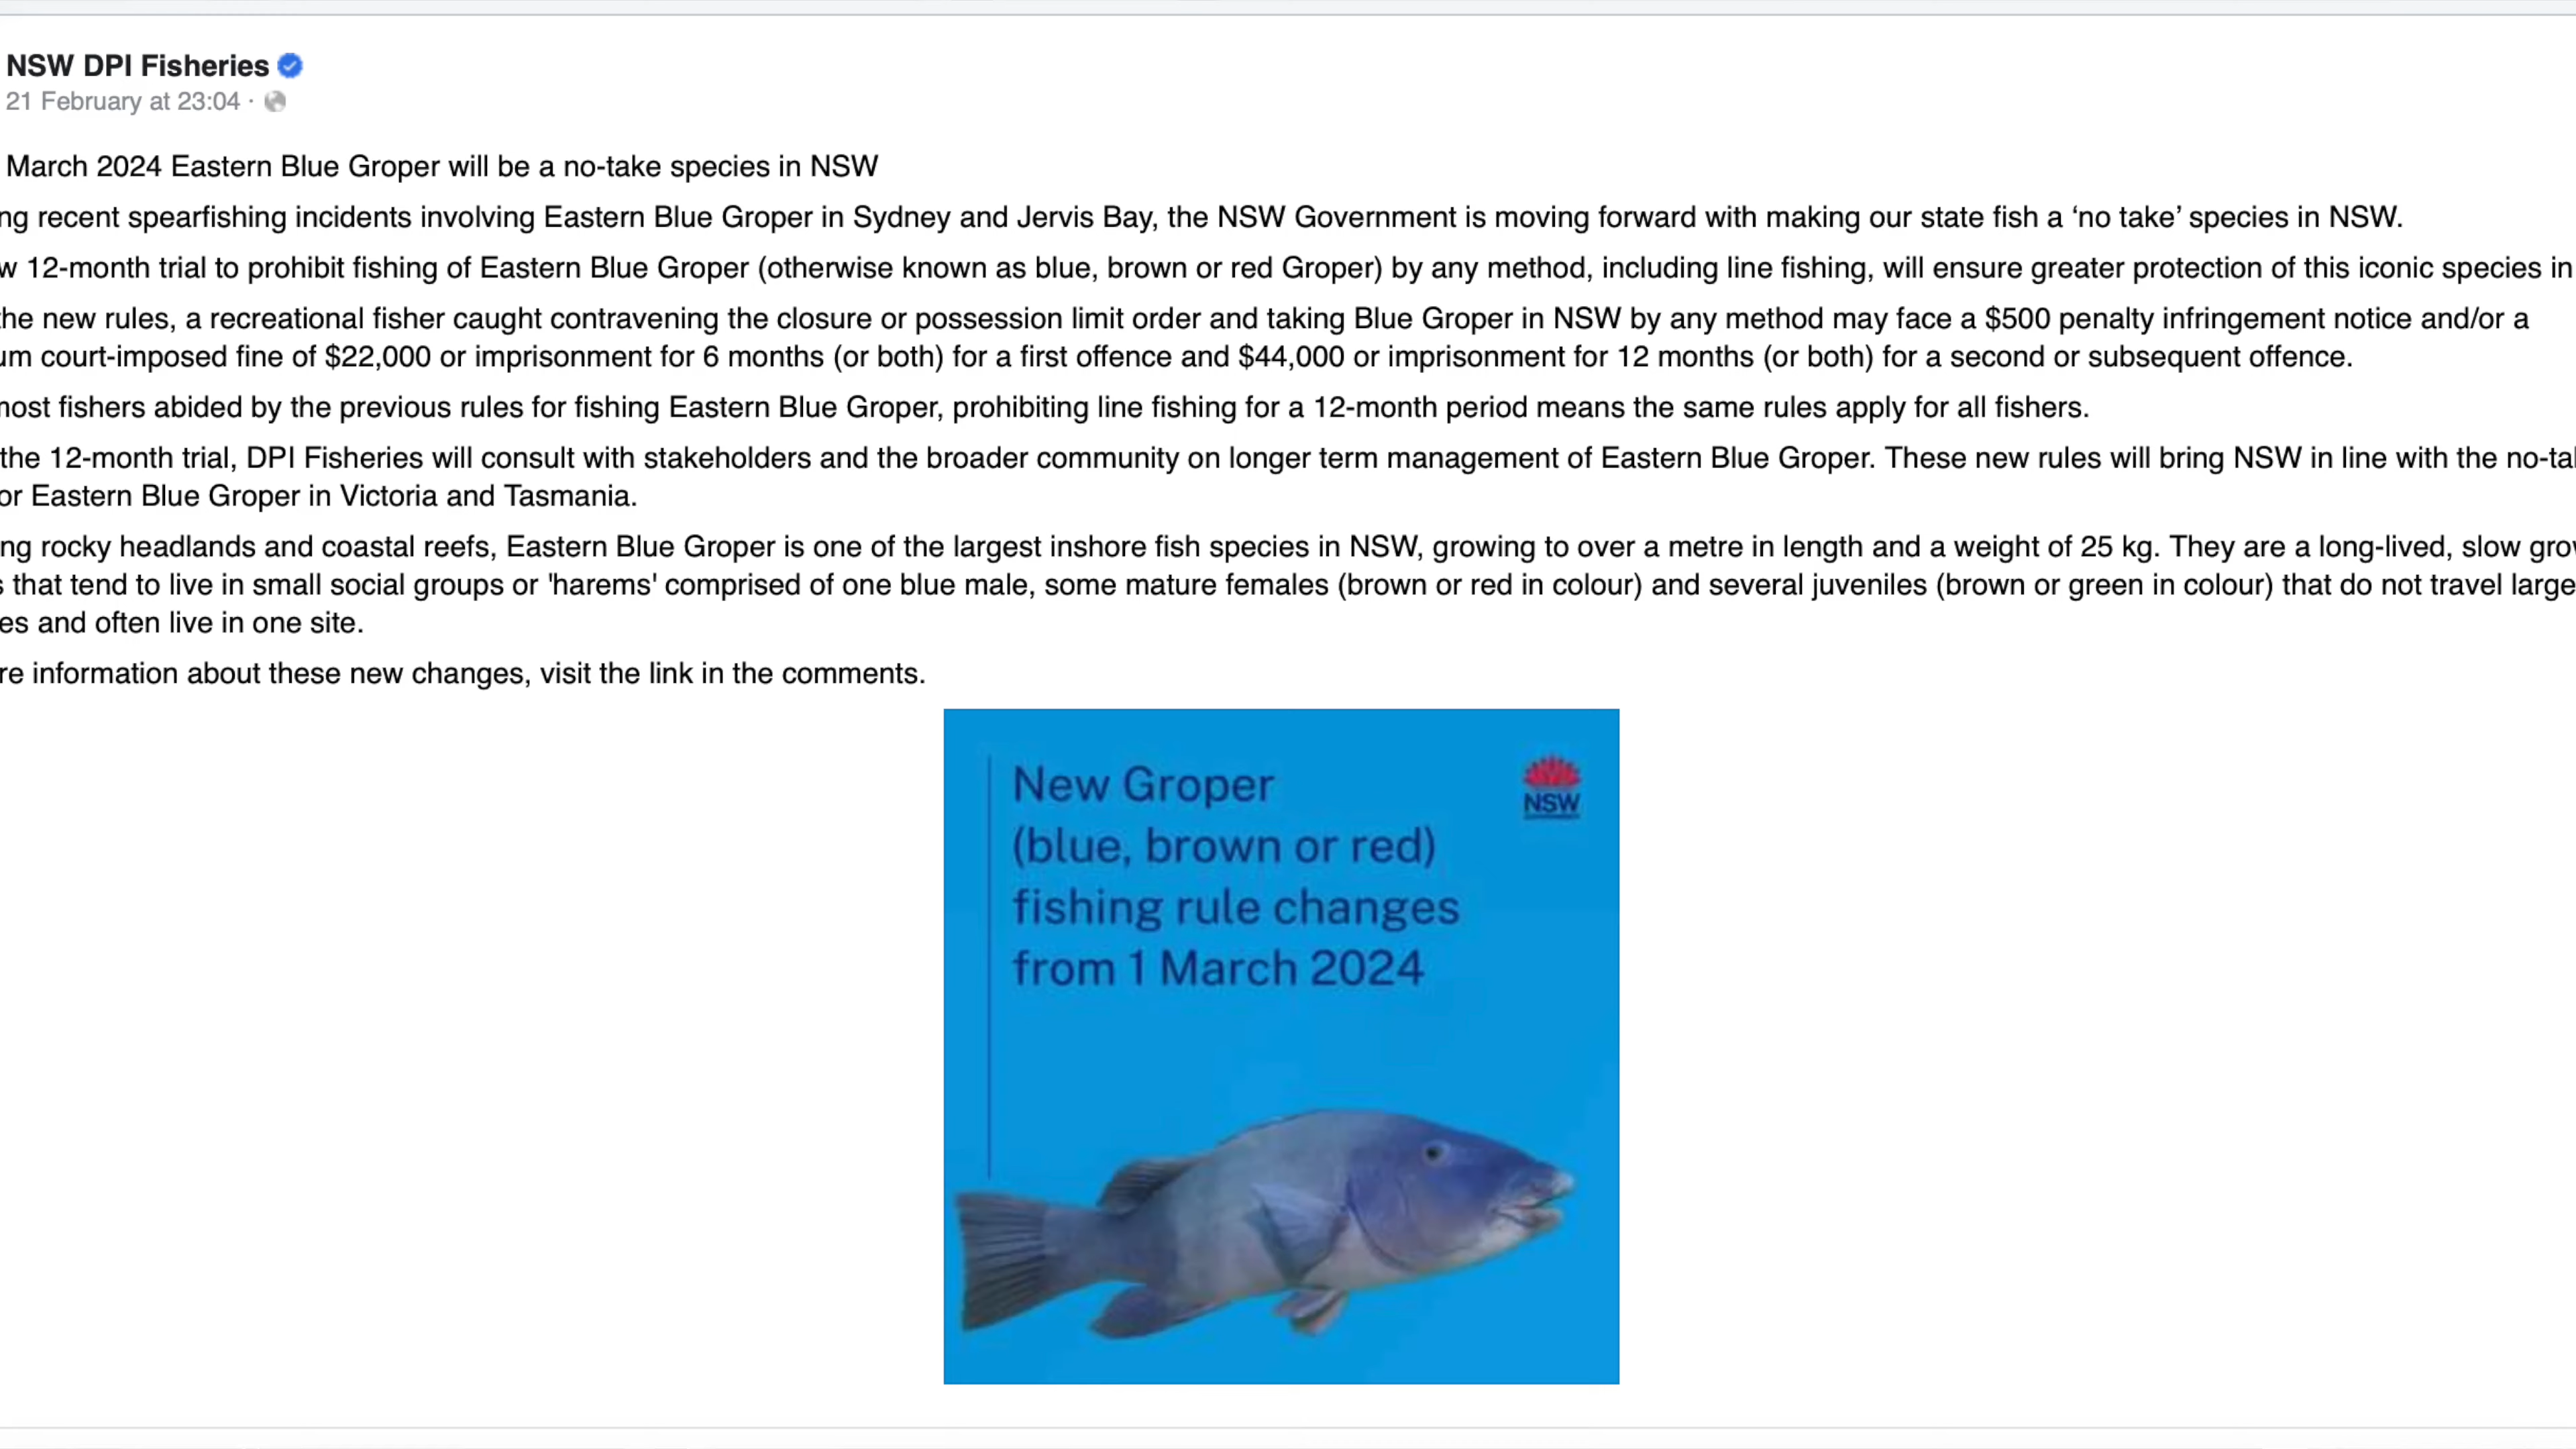 NSW DPI Fisheries
21 February at 23:04 ·
March 2024 Eastern Blue Groper will be a no-take species in NSW
ng recent spearfishing incidents involving Eastern Blue Groper in Sydney and Jervis Bay, the NSW Government is moving forward with making our state fish a ‘no take’ species in NSW.
w 12-month trial to prohibit fishing of Eastern Blue Groper (otherwise known as blue, brown or red Groper) by any method, including line fishing, will ensure greater protection of this iconic species in
the new rules, a recreational fisher caught contravening the closure or possession limit order and taking Blue Groper in NSW by any method may face a $500 penalty infringement notice and/or a
um court-imposed fine of $22,000 or imprisonment for 6 months (or both) for a first offence and $44,000 or imprisonment for 12 months (or both) for a second or subsequent offence.
most fishers abided by the previous rules for fishing Eastern Blue Groper, prohibiting line fishing for a 12-month period means the same rules apply for all fishers.
the 12-month trial, DPI Fisheries will consult with stakeholders and the broader community on longer term management of Eastern Blue Groper. These new rules will bring NSW in line with the no-ta
or Eastern Blue Groper in Victoria and Tasmania.
ng rocky headlands and coastal reefs, Eastern Blue Groper is one of the largest inshore fish species in NSW, growing to over a metre in length and a weight of 25 kg. They are a long-lived, slow grow
s that tend to live in small social groups or 'harems' comprised of one blue male, some mature females (brown or red in colour) and several juveniles (brown or green in colour) that do not travel large
es and often live in one site.
re information about these new changes, visit the link in the comments.
New Groper
(blue, brown or red)
fishing rule changes
from 1 March 2024
NSW